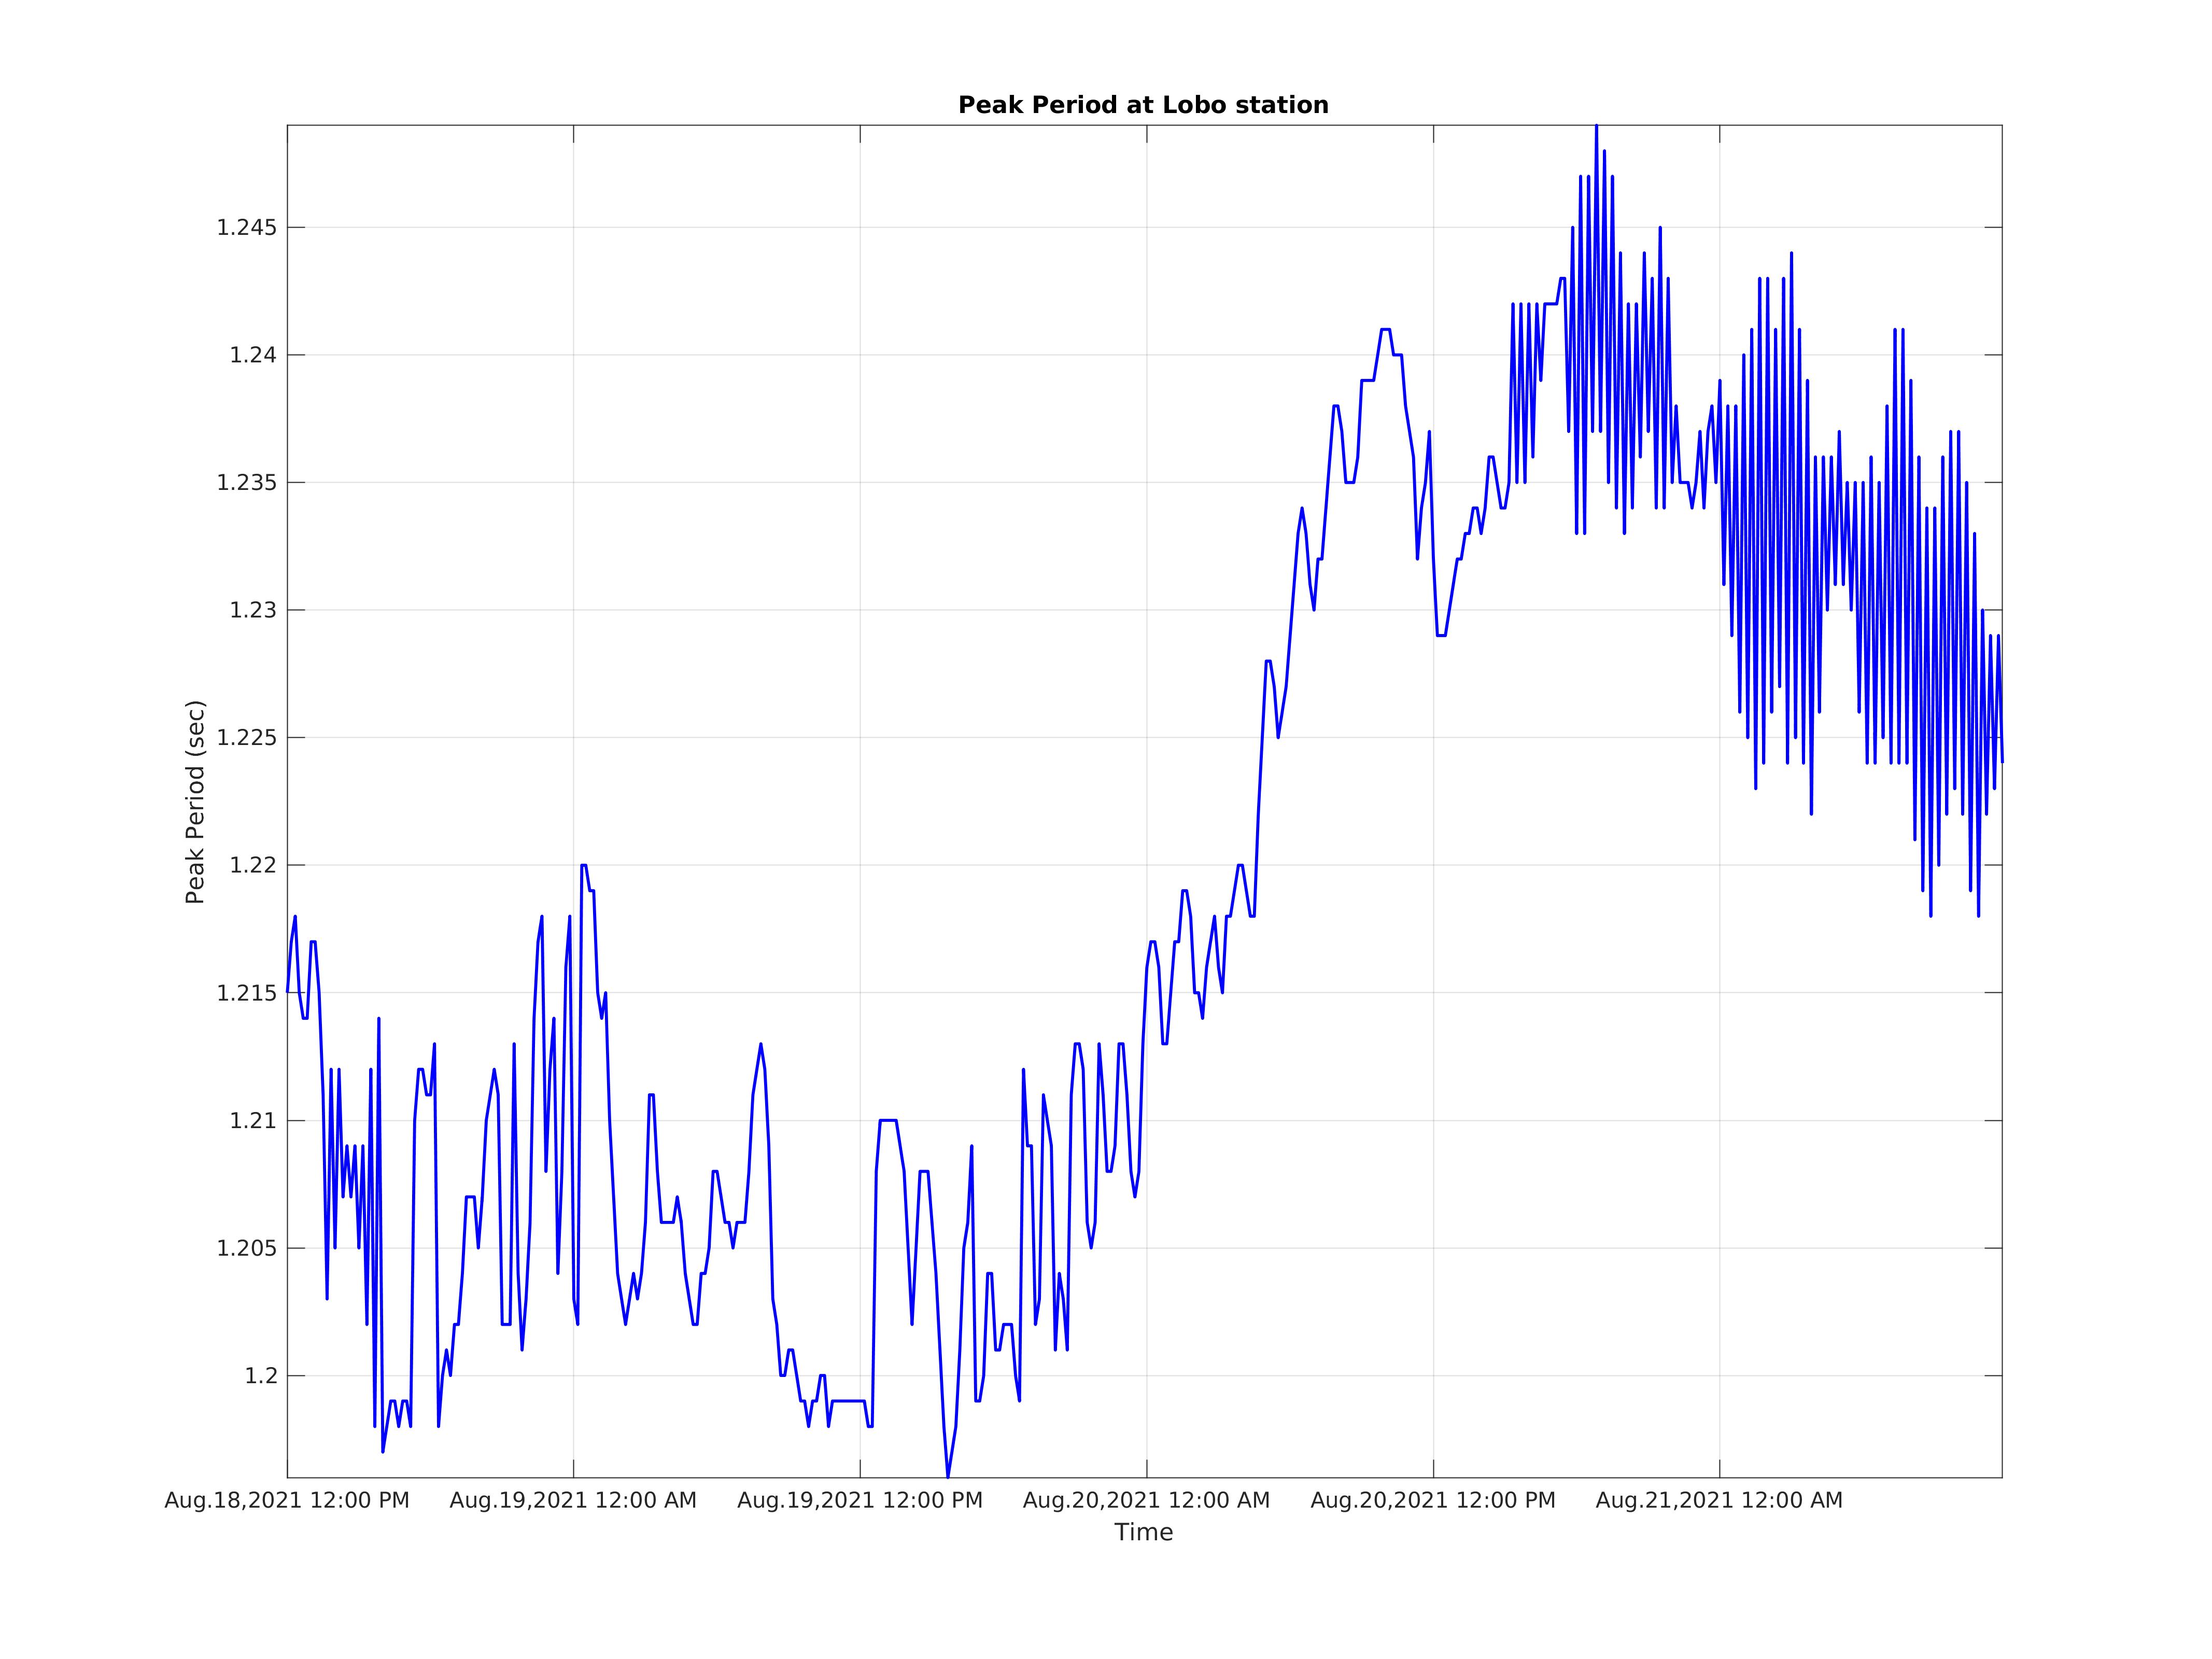 Peak Period at Lobo station
1.245
1.24
1.235
1.23
1.225
1.22
1.215
1.21
1.205
1.2
Peak Period (sec)
Aug.18,2021 12:00 PM
Aug.19,2021 12:00 AM
Aug.19,2021 12:00 PM
Aug.20,2021 12:00 AM
Aug.20,2021 12:00 PM
Aug.21,2021 12:00 AM
Time